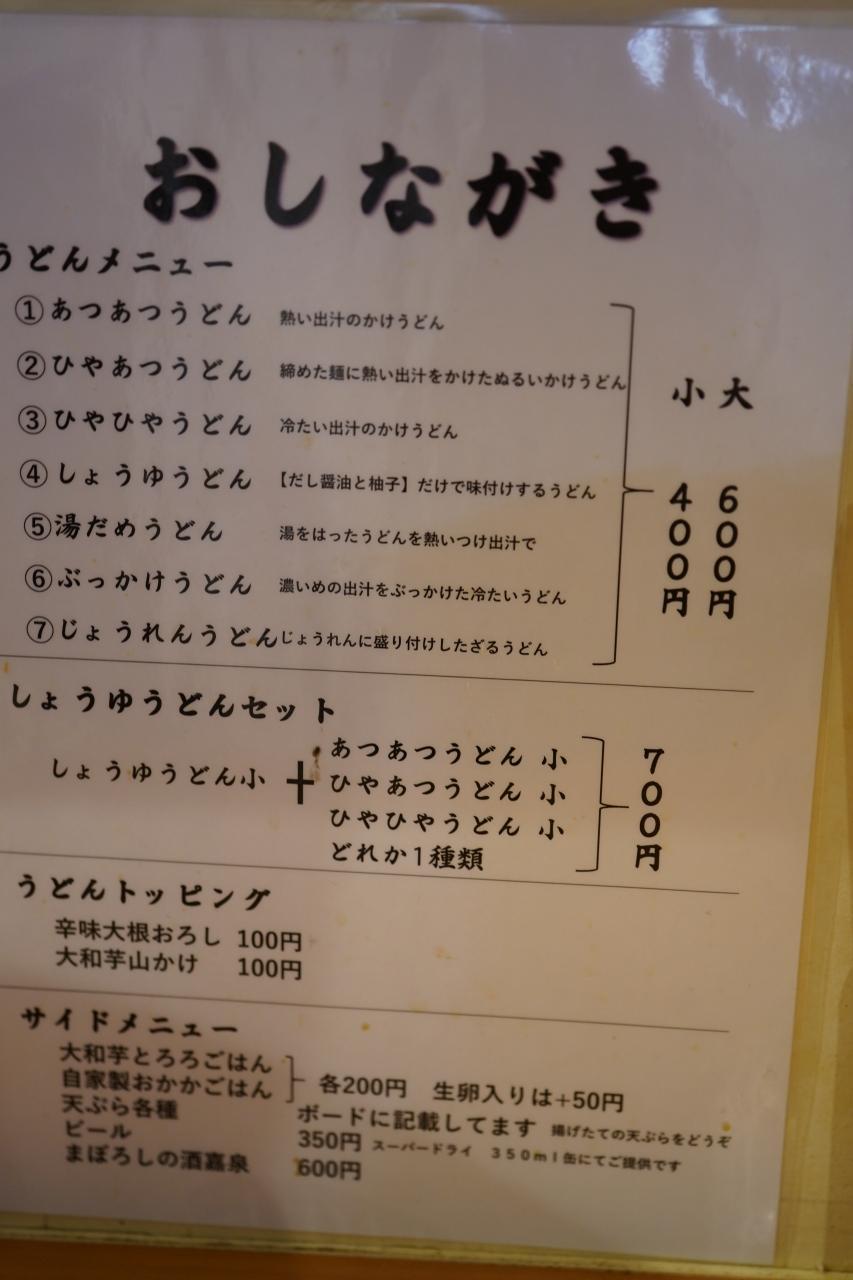 おしながき
うどんメニュー
①あつあつうどん 熱い出汁のかけうどん
②ひやあつうどん 締めた麺に熱い出汁をかけたぬるいかけうどん
③ひやひやうどん 冷たい出汁のかけうどん
④しょうゆうどん 【だし醤油と柚子】だけで味付けするうどん
⑤湯だめうどん 湯をはったうどんを熱いつけ出汁で
⑥ぶっかけうどん 濃いめの出汁をぶっかけた冷たいうどん
⑦じょうれんうどん じょうれんに盛り付けしたざるうどん
小 400円
大 600円
しょうゆうどんセット
しょうゆうどん小 +
あつあつうどん 小
ひやあつうどん 小
ひやひやうどん 小
どれか1種類
700円
うどんトッピング
辛味大根おろし 100円
大和芋山かけ 100円
サイドメニュー
大和芋とろろごはん
自家製おかかごはん
各200円 生卵入りは+50円
天ぷら各種 ボードに記載してます 揚げたての天ぷらをどうぞ
ビール 350円 スーパードライ 350ml缶にてご提供です
まぼろしの酒嘉泉 600円